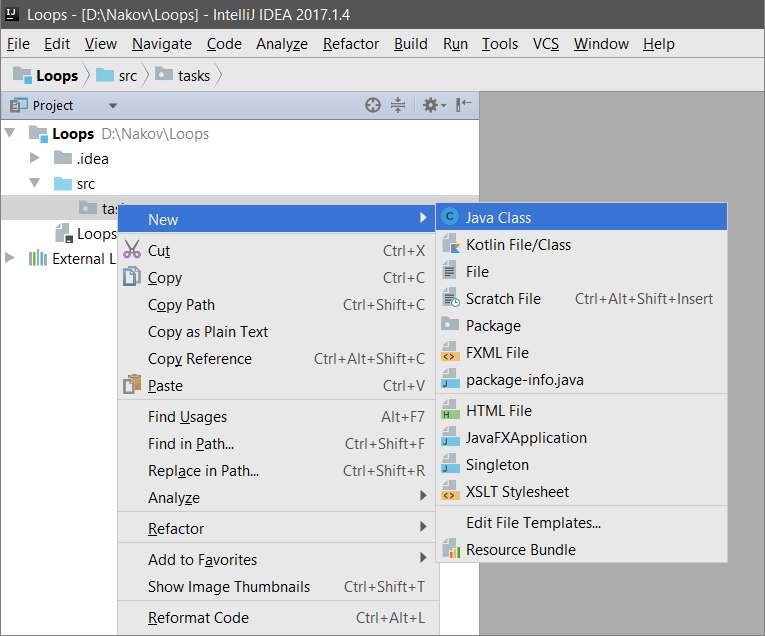 Loops - [D:\Nakov\Loops] - IntelliJ IDEA 2017.1.4
File Edit View Navigate Code Analyze Refactor Build Run Tools VCS Window Help
Loops src tasks
Project
Loops D:\Nakov\Loops
.idea
src
Loops
External
New
Cut Ctrl+X
Copy Ctrl+C
Copy Path Ctrl+Shift+C
Copy as Plain Text
Copy Reference Ctrl+Alt+Shift+C
Paste Ctrl+V
Find Usages Alt+F7
Find in Path... Ctrl+Shift+F
Replace in Path... Ctrl+Shift+R
Analyze
Refactor
Add to Favorites
Show Image Thumbnails Ctrl+Shift+T
Reformat Code Ctrl+Alt+L
Java Class
Kotlin File/Class
File
Scratch File Ctrl+Alt+Shift+Insert
Package
FXML File
package-info.java
HTML File
JavaFXApplication
Singleton
XSLT Stylesheet
Edit File Templates...
Resource Bundle